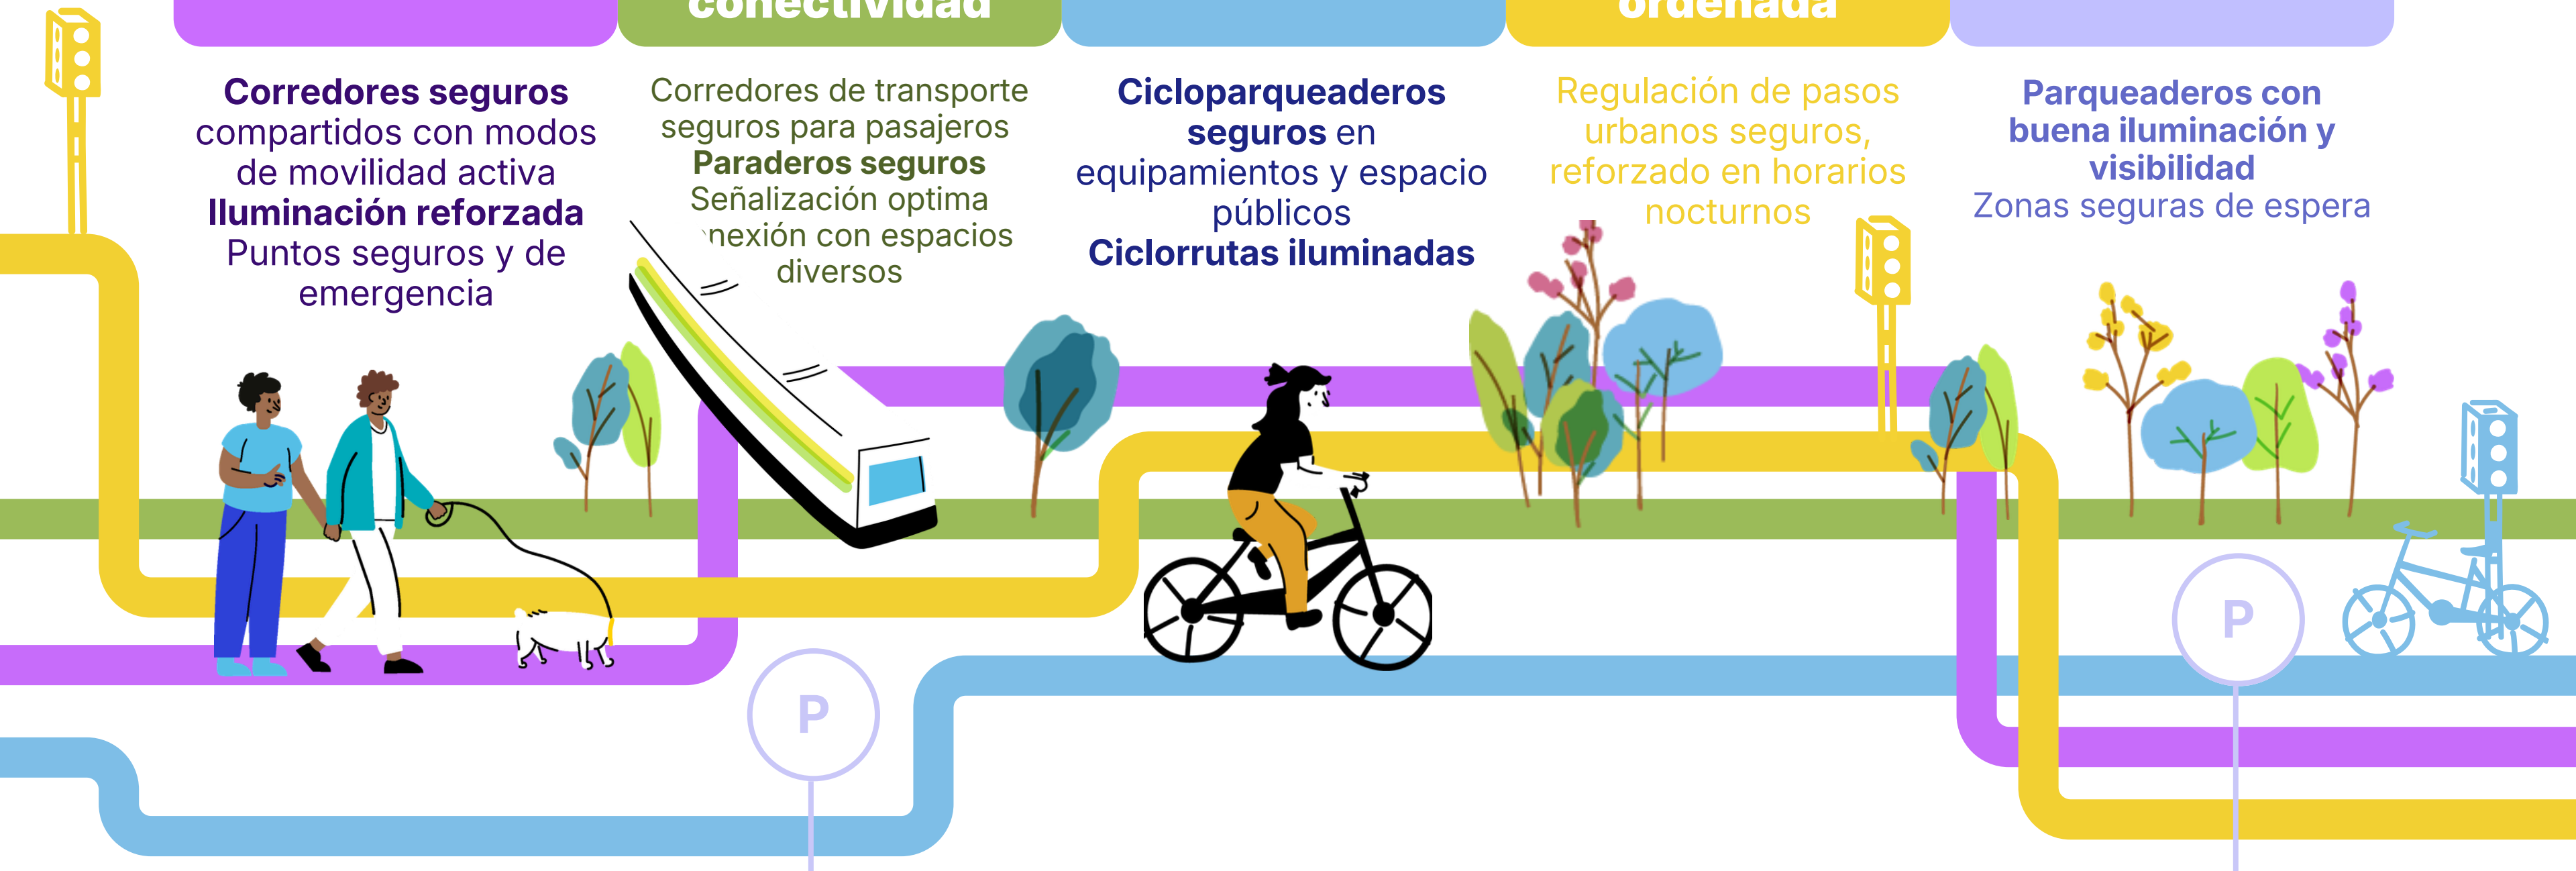 conectividad
ordenada
Corredores seguros
compartidos con modos
de movilidad activa
Iluminación reforzada
Puntos seguros y de
emergencia
Corredores de transporte
seguros para pasajeros
Paraderos seguros
Señalización optima
nexión con espacios
diversos
Cicloparqueaderos
seguros en
equipamientos y espacio
públicos
Ciclorrutas iluminadas
Regulación de pasos
urbanos seguros,
reforzado en horarios
nocturnos
Parqueaderos con
buena iluminación y
visibilidad
Zonas seguras de espera
P
P